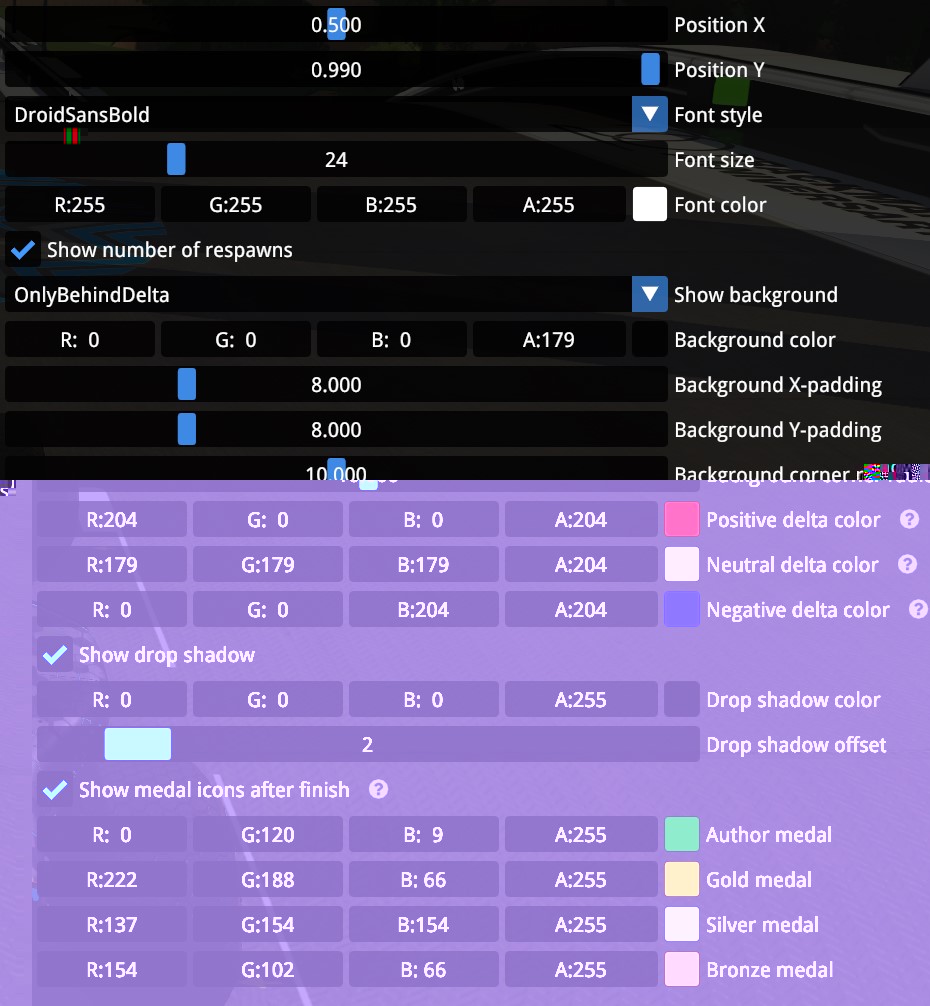 0.500 Position X
0.990 Position Y
DroidSansBold Font style
24 Font size
R:255 G:255 B:255 A:255 Font color
Show number of respawns
OnlyBehindDelta Show background
R: 0 G: 0 B: 0 A:179 Background color
8.000 Background X-padding
8.000 Background Y-padding
10.000 Background corner
R:204 G: 0 B: 0 A:204 Positive delta color ?
R:179 G:179 B:179 A:204 Neutral delta color ?
R: 0 G: 0 B:204 A:204 Negative delta color ?
Show drop shadow
R: 0 G: 0 B: 0 A:255 Drop shadow color
2 Drop shadow offset
Show medal icons after finish ?
R: 0 G:120 B: 9 A:255 Author medal
R:222 G:188 B: 66 A:255 Gold medal
R:137 G:154 B:154 A:255 Silver medal
R:154 G:102 B: 66 A:255 Bronze medal